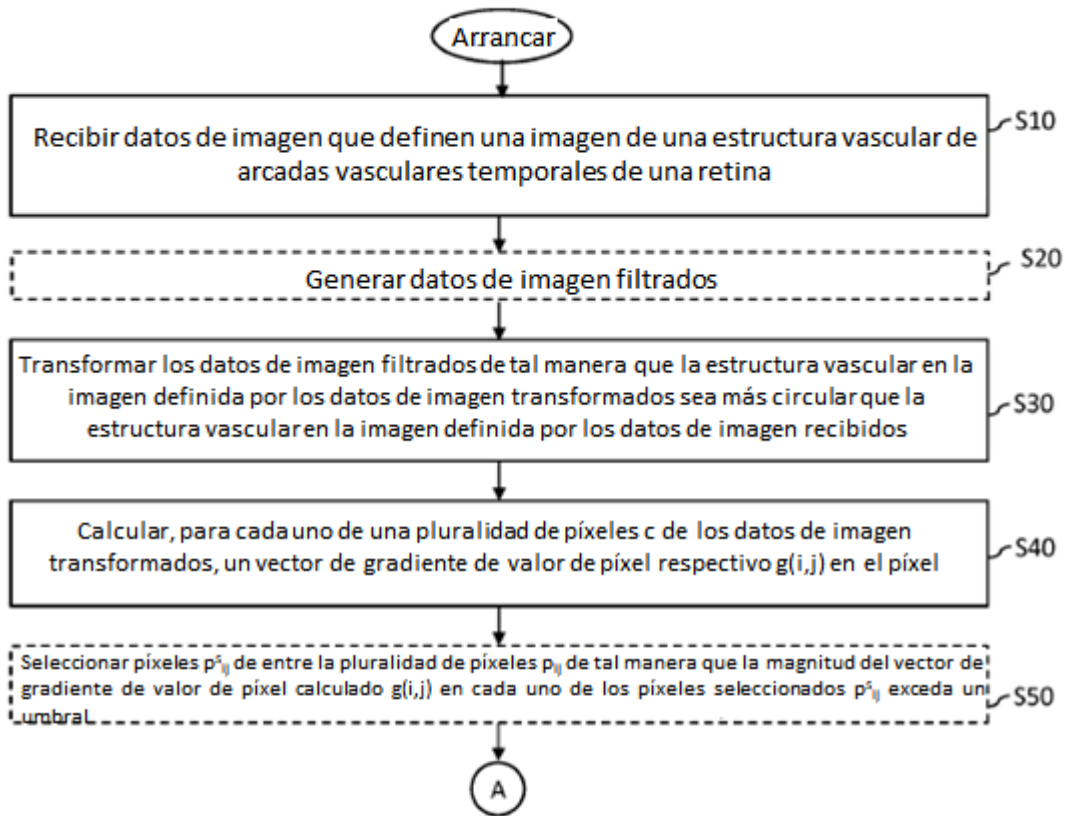 Arrancar
Recibir datos de imagen que definen una imagen de una estructura vascular de
arcadas vasculares temporales de una retina
S10
Generar datos de imagen filtrados
S20
Transformar los datos de imagen filtrados de tal manera que la estructura vascular en la
imagen definida por los datos de imagen transformados sea más circular que la
estructura vascular en la imagen definida por los datos de imagen recibidos
S30
Calcular, para cada uno de una pluralidad de píxeles c de los datos de imagen
transformados, un vector de gradiente de valor de píxel respectivo g(i,j) en el píxel
S40
Seleccionar píxeles pˢᵢⱼ de entre la pluralidad de píxeles pᵢⱼ de tal manera que la magnitud del vector de
gradiente de valor de píxel calculado g(i,j) en cada uno de los píxeles seleccionados pˢᵢⱼ exceda un
umbral
S50
A